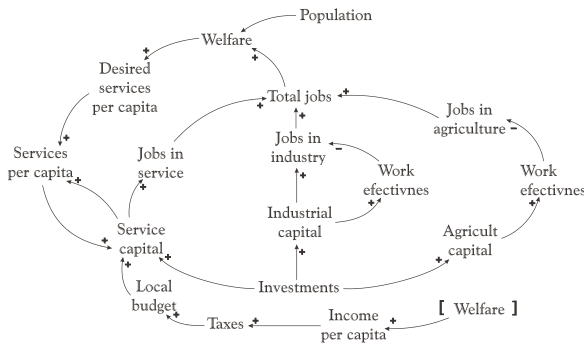 Population
Welfare
Desired
services
per capita
Total jobs
Jobs in
agriculture
Services
per capita
Jobs in
service
Jobs in
industry
Work
efectivnes
Work
efectivnes
Industrial
capital
Service
capital
Agricult
capital
Local
budget
Investments
Taxes
Income
per capita
[ Welfare ]